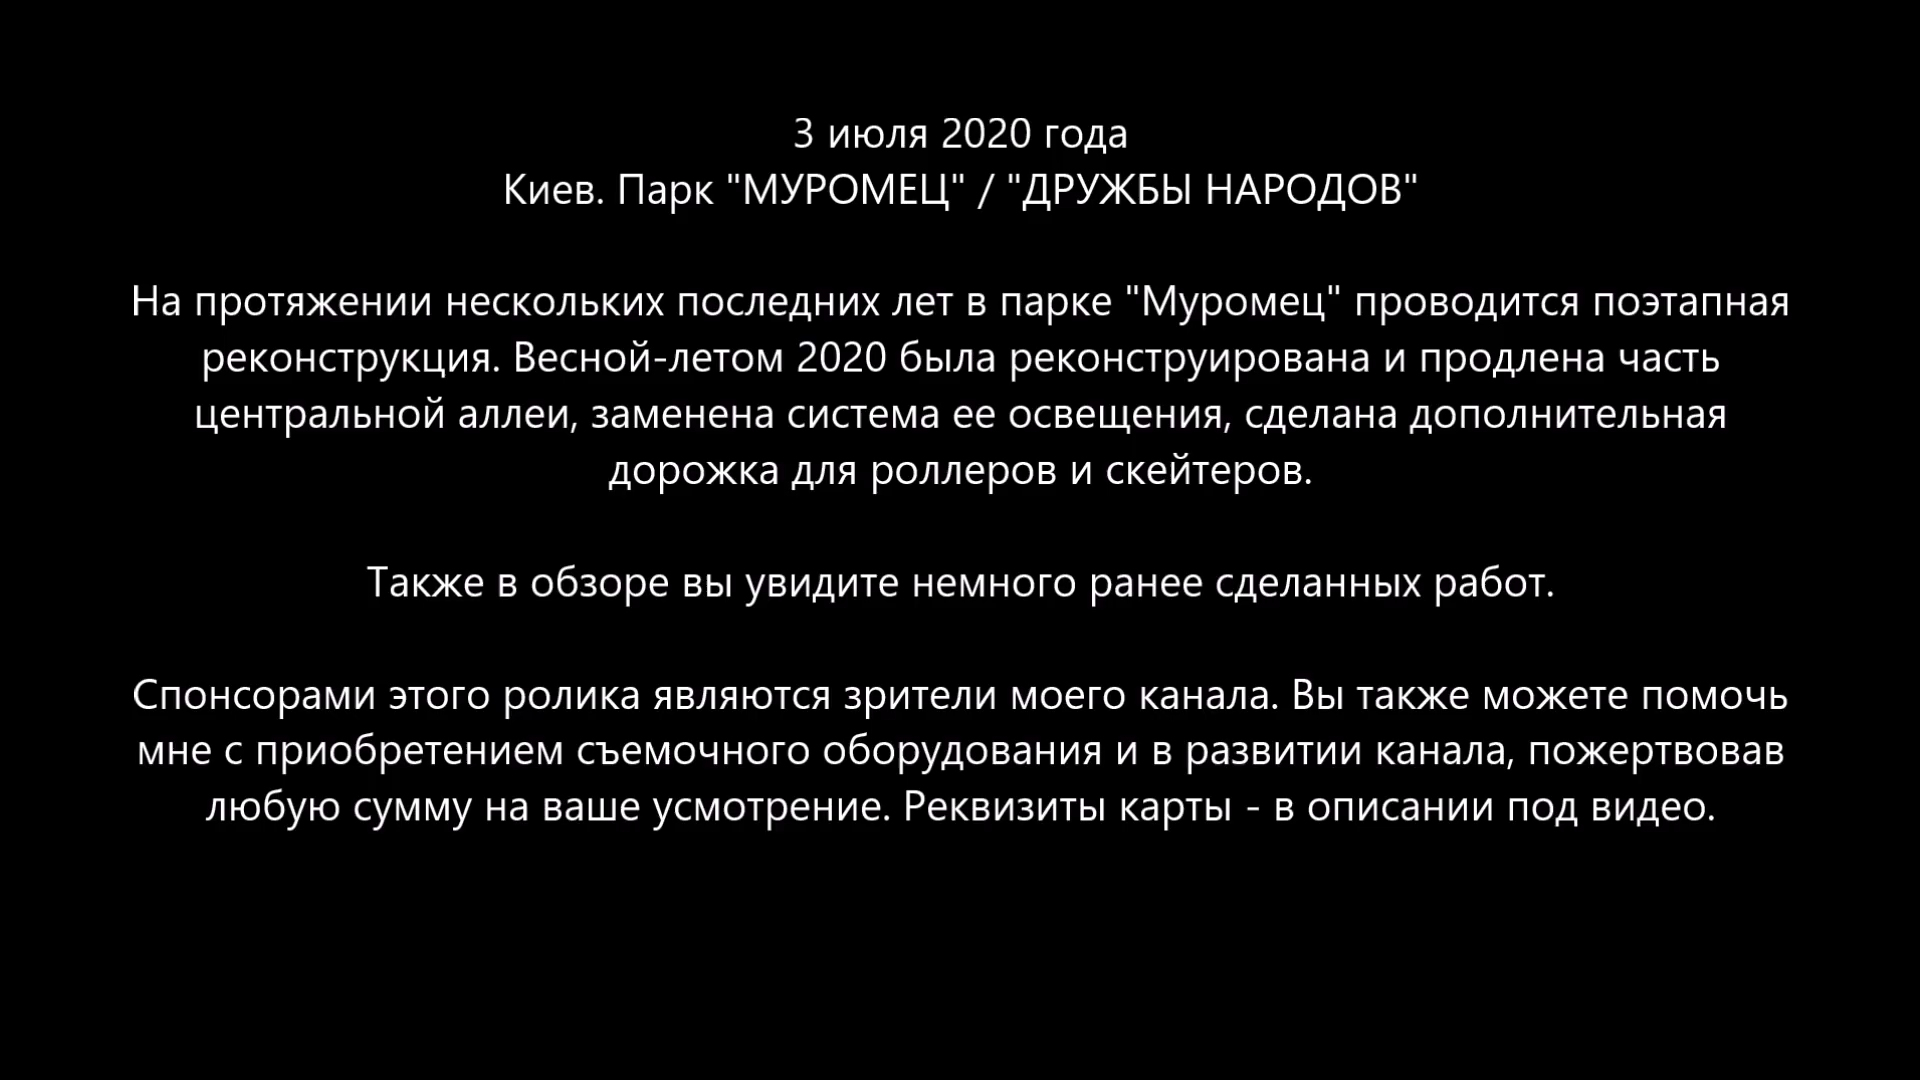 3 июля 2020 года
Киев. Парк "МУРОМЕЦ" / "ДРУЖБЫ НАРОДОВ"
На протяжении нескольких последних лет в парке "Муромец" проводится поэтапная
реконструкция. Весной-летом 2020 была реконструирована и продлена часть
центральной аллеи, заменена система ее освещения, сделана дополнительная
дорожка для роллеров и скейтеров.
Также в обзоре вы увидите немного ранее сделанных работ.
Спонсорами этого ролика являются зрители моего канала. Вы также можете помочь
мне с приобретением съемочного оборудования и в развитии канала, пожертвовав
любую сумму на ваше усмотрение. Реквизиты карты - в описании под видео.